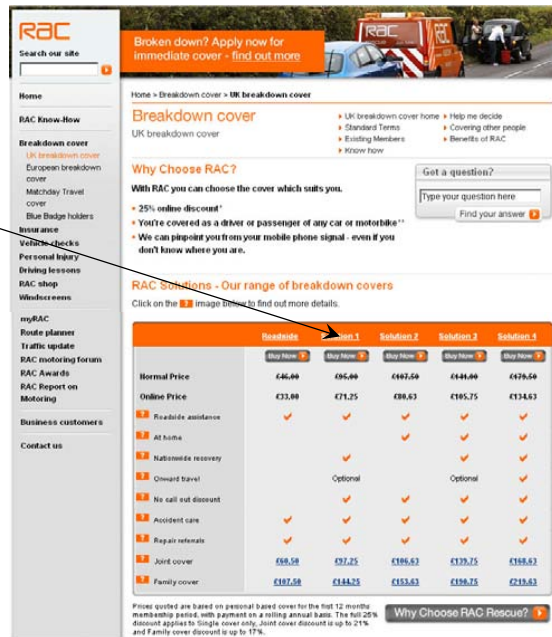 RAC
Search our site
Broken down? Apply now for
immediate cover - find out more
RAC
Home
RAC Know-How
Breakdown cover
UK breakdown cover
European breakdown
cover
Matchday Travel
cover
Blue Badge holders
Insurance
Vehicle checks
Personal Injury
Driving lessons
RAC shop
Windscreens
myRAC
Route planner
Traffic update
RAC motoring forum
RAC Awards
RAC Report on
Motoring
Business customers
Contact us
Home > Breakdown cover > UK breakdown cover
Breakdown cover
UK breakdown cover
UK breakdown cover home
Standard Terms
Existing Members
Know how
Help me decide
Covering other people
Benefits of RAC
Why Choose RAC?
With RAC you can choose the cover which suits you.
25% online discount*
You're covered as a driver or passenger of any car or motorbike**
We can pinpoint you from your mobile phone signal - even if you
don't know where you are.
Got a question?
Type your question here
Find your answer
RAC Solutions - Our range of breakdown covers
Click on the ? image below to find out more details.
Roadside Solution 2 Solution 3 Solution 4
Buy Now Buy Now Buy Now Buy Now Buy Now
Normal Price £46.00 £95.00 £107.50 £141.00 £179.50
Online Price £33.00 £71.25 £80.63 £105.75 £134.63
? Roadside assistance
? At home
? Nationwide recovery
? Onward travel Optional Optional
? No call out discount
? Accident care
? Repair referrals
? Joint cover £60.50 £97.25 £106.63 £139.75 £168.63
? Family cover £107.50 £144.25 £153.63 £190.75 £219.63
Prices quoted are based on personal based cover for the first 12 months
membership period, with payment on a rolling annual basis. The full 25%
discount applies to Single cover only, Joint cover discount is up to 21%
and Family cover discount is up to 17%.
Why Choose RAC Rescue?